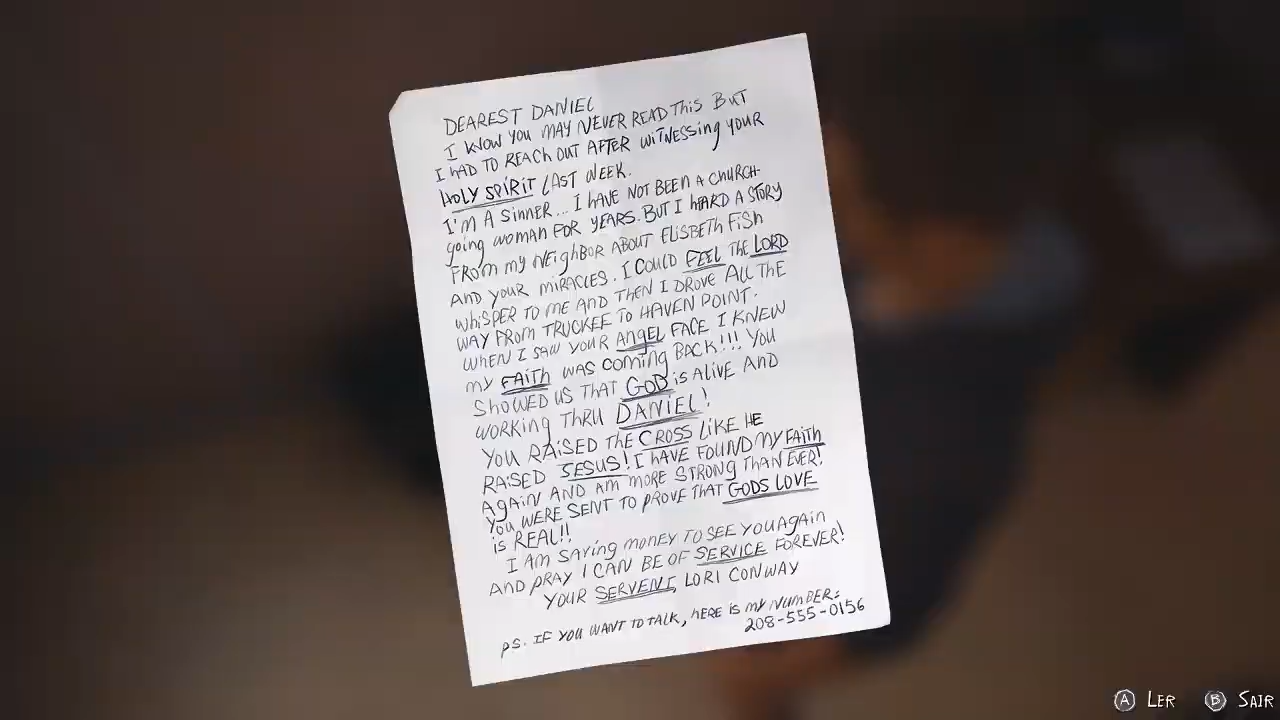 DEAREST DANIEL
I KNOW YOU MAY NEVER READ THIS BUT
I HAD TO REACH OUT AFTER WITNESSING YOUR
HOLY SPIRIT LAST WEEK.
I'M A SINNER... I HAVE NOT BEEN A CHURCH-
going WOMAN FOR YEARS. BUT I HEARD A STORY
FROM my NEIGHBOR ABOUT ELISBETH FISH
AND YOUR MIRACLES. I COULD FEEL THE LORD
WHISPER TO ME AND THEN I DROVE ALL THE
WAY FROM TRUCKEE TO HAVEN POINT.
WHEN I SAW YOUR ANGEL FACE I KNEW
my FAITH WAS COMING BACK!!! YOU
SHOWED US THAT GOD IS ALIVE AND
WORKING THRU DANIEL!
YOU RAISED THE CROSS LIKE HE
RAISED JESUS! I HAVE FOUND MY FAITH
AGAIN AND AM MORE STRONG THAN EVER!
YOU WERE SENT TO PROVE THAT GODS LOVE
IS REAL!!
I AM SAVING MONEY TO SEE YOU AGAIN
AND PRAY I CAN BE OF SERVICE FOREVER!
YOUR SERVENT, LORI CONWAY
PS. IF YOU WANT TO TALK, HERE IS MY NUMBER:
208-555-0156
A LER B SAIR